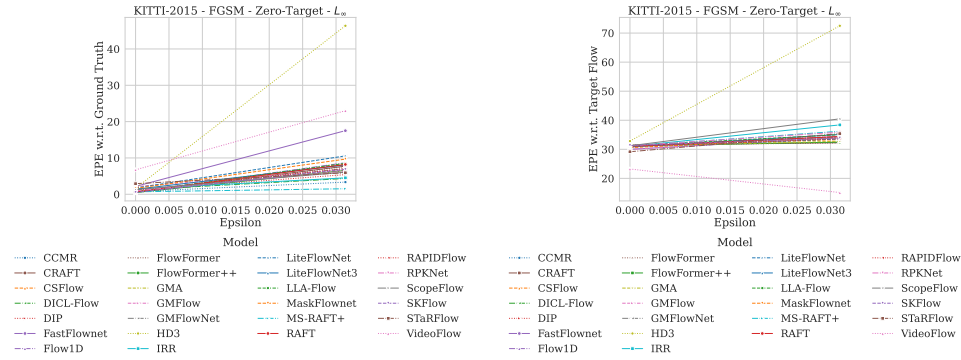 KITTI-2015 - FGSM - Zero-Target - L∞
EPE w.r.t. Ground Truth
40
30
20
10
0
0.000 0.005 0.010 0.015 0.020 0.025 0.030
Epsilon
Model
CCMR FlowFormer LiteFlowNet RAPIDFlow
CRAFT FlowFormer++ LiteFlowNet3 RPKNet
CSFlow GMA LLA-Flow ScopeFlow
DICL-Flow GMFlow MaskFlownet SKFlow
DIP GMFlowNet MS-RAFT+ STaRFlow
FastFlownet HD3 RAFT VideoFlow
Flow1D IRR
KITTI-2015 - FGSM - Zero-Target - L∞
EPE w.r.t. Target Flow
70
60
50
40
30
20
0.000 0.005 0.010 0.015 0.020 0.025 0.030
Epsilon
Model
CCMR FlowFormer LiteFlowNet RAPIDFlow
CRAFT FlowFormer++ LiteFlowNet3 RPKNet
CSFlow GMA LLA-Flow ScopeFlow
DICL-Flow GMFlow MaskFlownet SKFlow
DIP GMFlowNet MS-RAFT+ STaRFlow
FastFlownet HD3 RAFT VideoFlow
Flow1D IRR